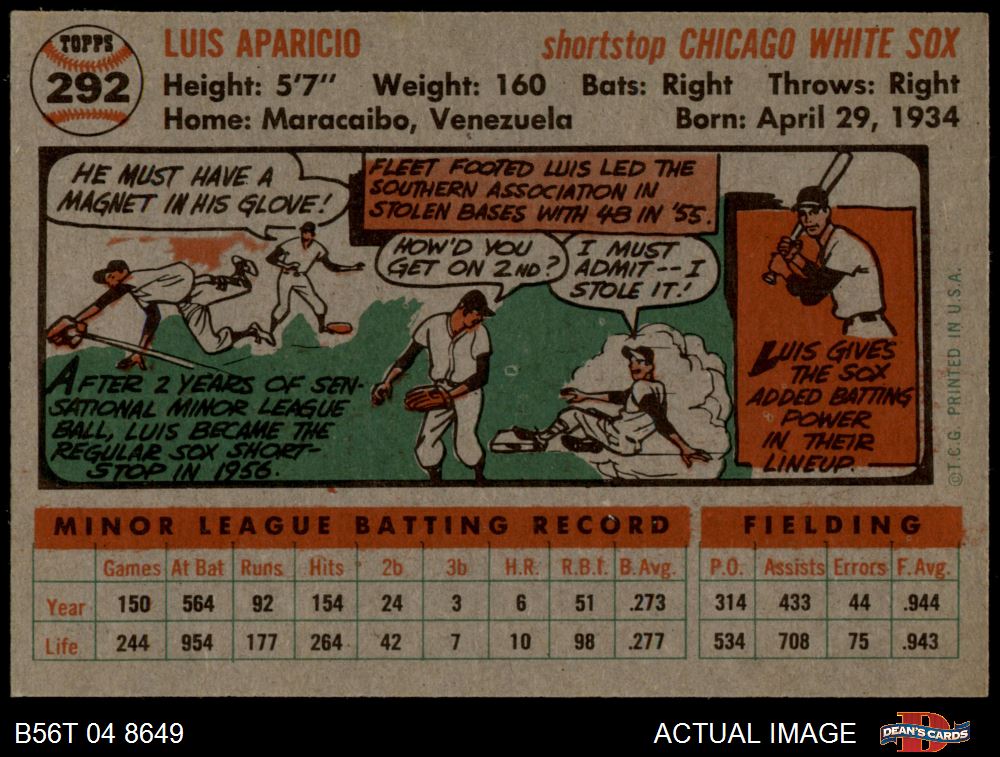 TOPPS
292
LUIS APARICIO
shortstop CHICAGO WHITE SOX
Height: 5'7" Weight: 160 Bats: Right Throws: Right
Home: Maracaibo, Venezuela Born: April 29, 1934
HE MUST HAVE A
MAGNET IN HIS GLOVE!
FLEET FOOTED LUIS LED THE
SOUTHERN ASSOCIATION IN
STOLEN BASES WITH 48 IN '55.
HOW'D YOU
GET ON 2ND?
I MUST
ADMIT--I
STOLE IT!
AFTER 2 YEARS OF SEN-
SATIONAL MINOR LEAGUE
BALL, LUIS BECAME THE
REGULAR SOX SHORT-
STOP IN 1956.
LUIS GIVES
THE SOX
ADDED BATTING
POWER
IN THEIR
LINEUP.
©T.C.G. PRINTED IN U.S.A.
MINOR LEAGUE BATTING RECORD FIELDING
Games At Bat Runs Hits 2b 3b H.R. R.B.I. B.Avg. P.O. Assists Errors F.Avg.
Year 150 564 92 154 24 3 6 51 .273 314 433 44 .944
Life 244 954 177 264 42 7 10 98 .277 534 708 75 .943
B56T 04 8649 ACTUAL IMAGE DEAN'S CARDS